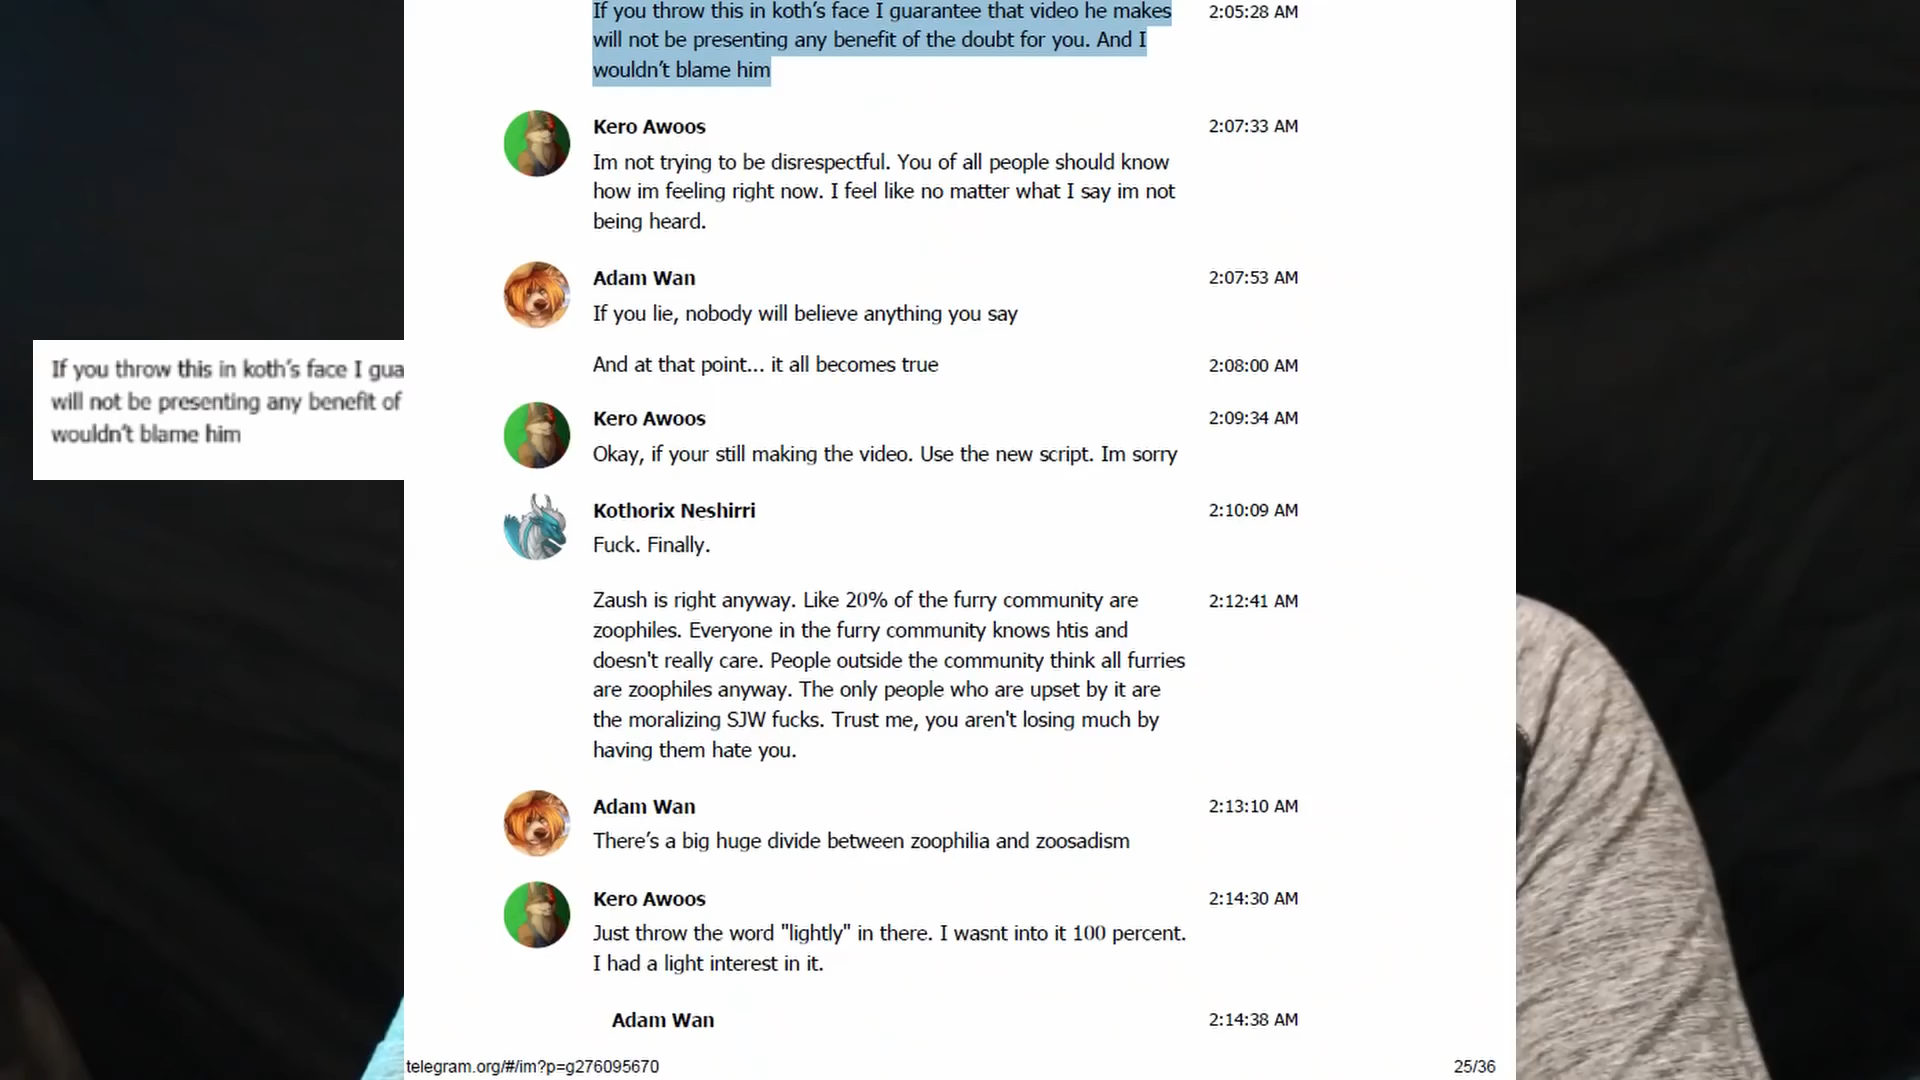 If you throw this in koth’s face I guarantee that video he makes 2:05:28 AM
will not be presenting any benefit of the doubt for you. And I
wouldn’t blame him
Kero Awoos 2:07:33 AM
Im not trying to be disrespectful. You of all people should know
how im feeling right now. I feel like no matter what I say im not
being heard.
Adam Wan 2:07:53 AM
If you lie, nobody will believe anything you say
And at that point... it all becomes true 2:08:00 AM
If you throw this in koth’s face I gua
will not be presenting any benefit of
wouldn’t blame him
Kero Awoos 2:09:34 AM
Okay, if your still making the video. Use the new script. Im sorry
Kothorix Neshirri 2:10:09 AM
Fuck. Finally.
Zaush is right anyway. Like 20% of the furry community are 2:12:41 AM
zoophiles. Everyone in the furry community knows htis and
doesn't really care. People outside the community think all furries
are zoophiles anyway. The only people who are upset by it are
the moralizing SJW fucks. Trust me, you aren't losing much by
having them hate you.
Adam Wan 2:13:10 AM
There’s a big huge divide between zoophilia and zoosadism
Kero Awoos 2:14:30 AM
Just throw the word "lightly" in there. I wasnt into it 100 percent.
I had a light interest in it.
Adam Wan 2:14:38 AM
telegram.org/#/im?p=g276095670 25/36